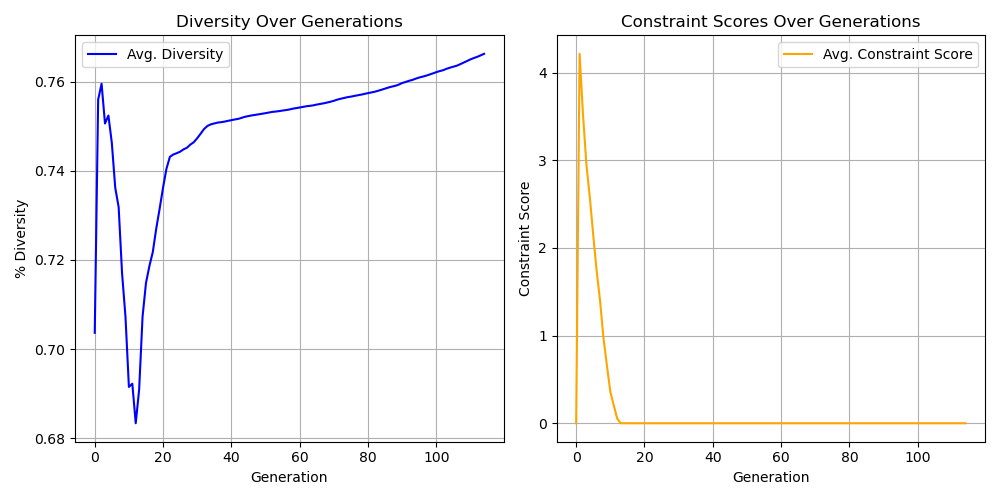 Diversity Over Generations
Avg. Diversity
% Diversity
0.76
0.74
0.72
0.70
0.68
0 20 40 60 80 100
Generation
Constraint Scores Over Generations
Avg. Constraint Score
Constraint Score
4
3
2
1
0
0 20 40 60 80 100
Generation